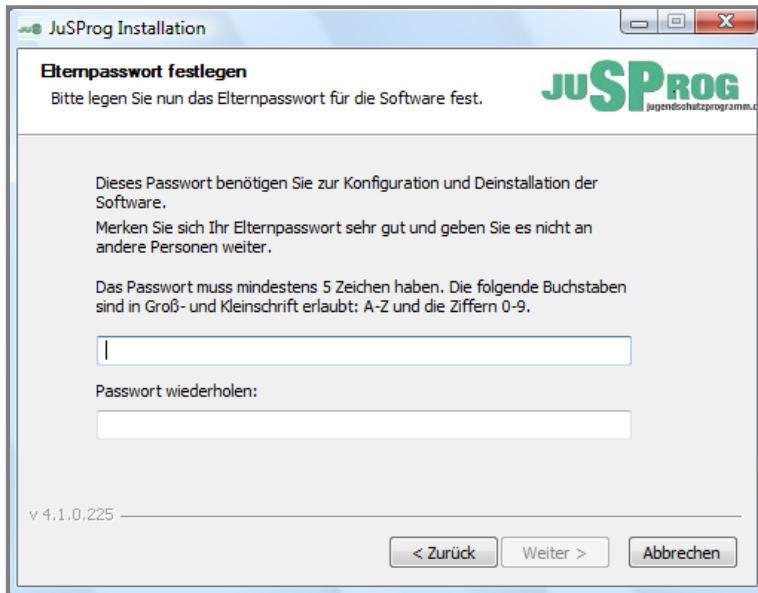 JuSProg Installation
Elternpasswort festlegen
Bitte legen Sie nun das Elternpasswort für die Software fest.
JUSPROG
jugendschutzprogramm.d
Dieses Passwort benötigen Sie zur Konfiguration und Deinstallation der
Software.
Merken Sie sich Ihr Elternpasswort sehr gut und geben Sie es nicht an
andere Personen weiter.
Das Passwort muss mindestens 5 Zeichen haben. Die folgende Buchstaben
sind in Groß- und Kleinschrift erlaubt: A-Z und die Ziffern 0-9.
Passwort wiederholen:
v 4.1.0.225
< Zurück Weiter > Abbrechen